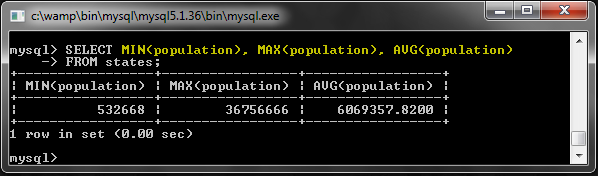 c:\wamp\bin\mysql\mysql5.1.36\bin\mysql.exe
mysql> SELECT MIN(population), MAX(population), AVG(population)
    -> FROM states;
+-----------------+-----------------+-----------------+
| MIN(population) | MAX(population) | AVG(population) |
+-----------------+-----------------+-----------------+
|          532668 |        36756666 |    6069357.8200 |
+-----------------+-----------------+-----------------+
1 row in set (0.00 sec)
mysql>